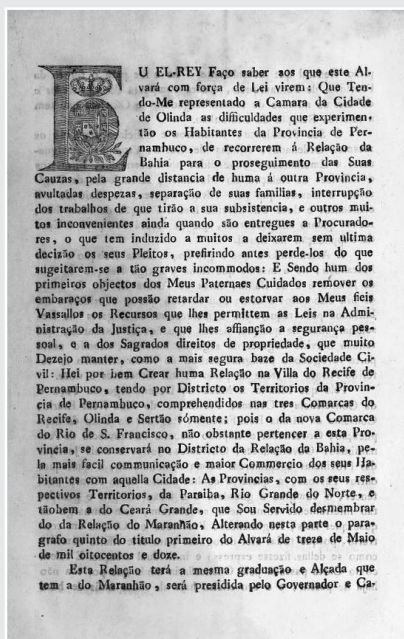 EU EL-REY Faço saber aos que este Al-
vará com força de Lei virem: Que Ten-
do-Me representado a Camara da Cidade
de Olinda as difficuldades que experimen-
tão os Habitantes da Provincia de Per-
nambuco, de recorrerem á Relação da
Bahia para o proseguimento das Suas
Cauzas, pela grande distancia de huma á outra Provincia,
avultadas despezas, separação de suas familias, interrupção
dos trabalhos de que tirão a sua subsistencia, e outros mui-
tos inconvenientes ainda quando são entregues a Procurado-
res, o que tem induzido a muitos a deixarem sem ultima
decizão os seus Pleitos, prefirindo antes perde-los do que
sugeitarem-se a tão graves incommodos: E Sendo hum dos
primeiros objectos dos Meus Paternaes Cuidados remover os
embaraços que possão retardar ou estorvar aos Meus fieis
Vassallos os Recursos que lhes permittem as Leis na Admi-
nistração da Justiça, e que lhes affianção a segurança pes-
soal, e a dos Sagrados direitos de propriedade, que muito
Dezejo manter, como a mais segura baze da Sociedade Ci-
vil: Hei por bem Crear huma Relação na Villa do Recife de
Pernambuco, tendo por Districto os Territorios da Provin-
cia de Pernambuco, comprehendidos nas tres Comarcas do
Recife, Olinda e Sertão sómente; pois o da nova Comarca
do Rio de S. Francisco, não obstante pertencer a esta Pro-
vincia, se conservará no Districto da Relação da Bahia, pe-
la mais facil communicação e maior Commercio dos seus Ha-
bitantes com aquella Cidade: As Provincias, com os seus res-
pectivos Territorios, da Paraiba, Rio Grande do Norte, e
tãobem a do Ceará Grande, que Sou Servido desmembrar
do da Relação do Maranhão, Alterando nesta parte o para-
grafo quinto do titulo primeiro do Alvará de treze de Maio
de mil oitocentos e doze.
Esta Relação terá a mesma graduação e Alçada que
tem a do Maranhão, será presidida pelo Governador e Ca-